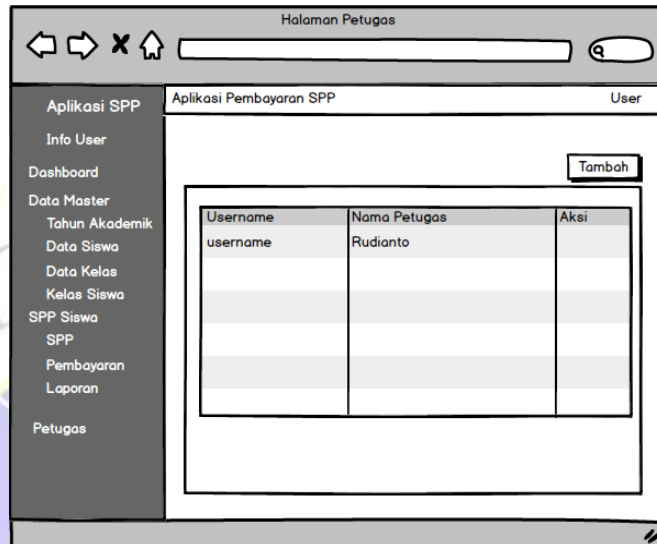 Halaman Petugas
Aplikasi SPP
Info User
Dashboard
Data Master
Tahun Akademik
Data Siswa
Data Kelas
Kelas Siswa
SPP Siswa
SPP
Pembayaran
Laporan
Petugas
Aplikasi Pembayaran SPP User
Tambah
Username Nama Petugas Aksi
username Rudianto